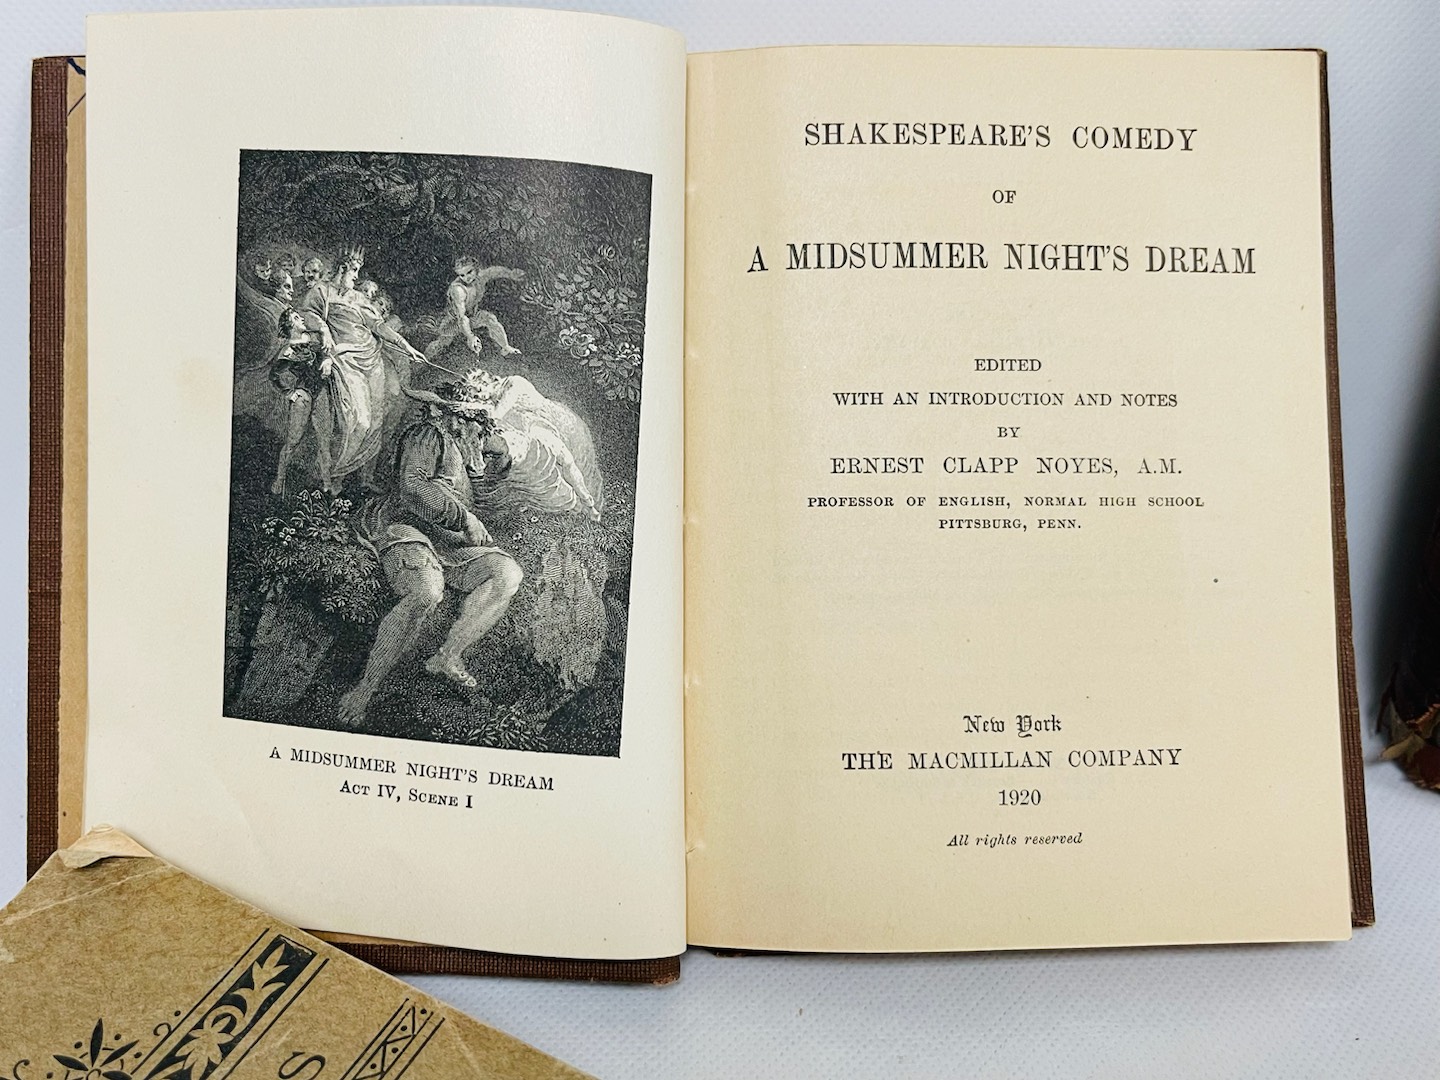 A MIDSUMMER NIGHT'S DREAM
ACT IV, SCENE I
SHAKESPEARE'S COMEDY
OF
A MIDSUMMER NIGHT'S DREAM
EDITED
WITH AN INTRODUCTION AND NOTES
BY
ERNEST CLAPP NOYES, A.M.
PROFESSOR OF ENGLISH, NORMAL HIGH SCHOOL
PITTSBURG, PENN.
New York
THE MACMILLAN COMPANY
1920
All rights reserved
S